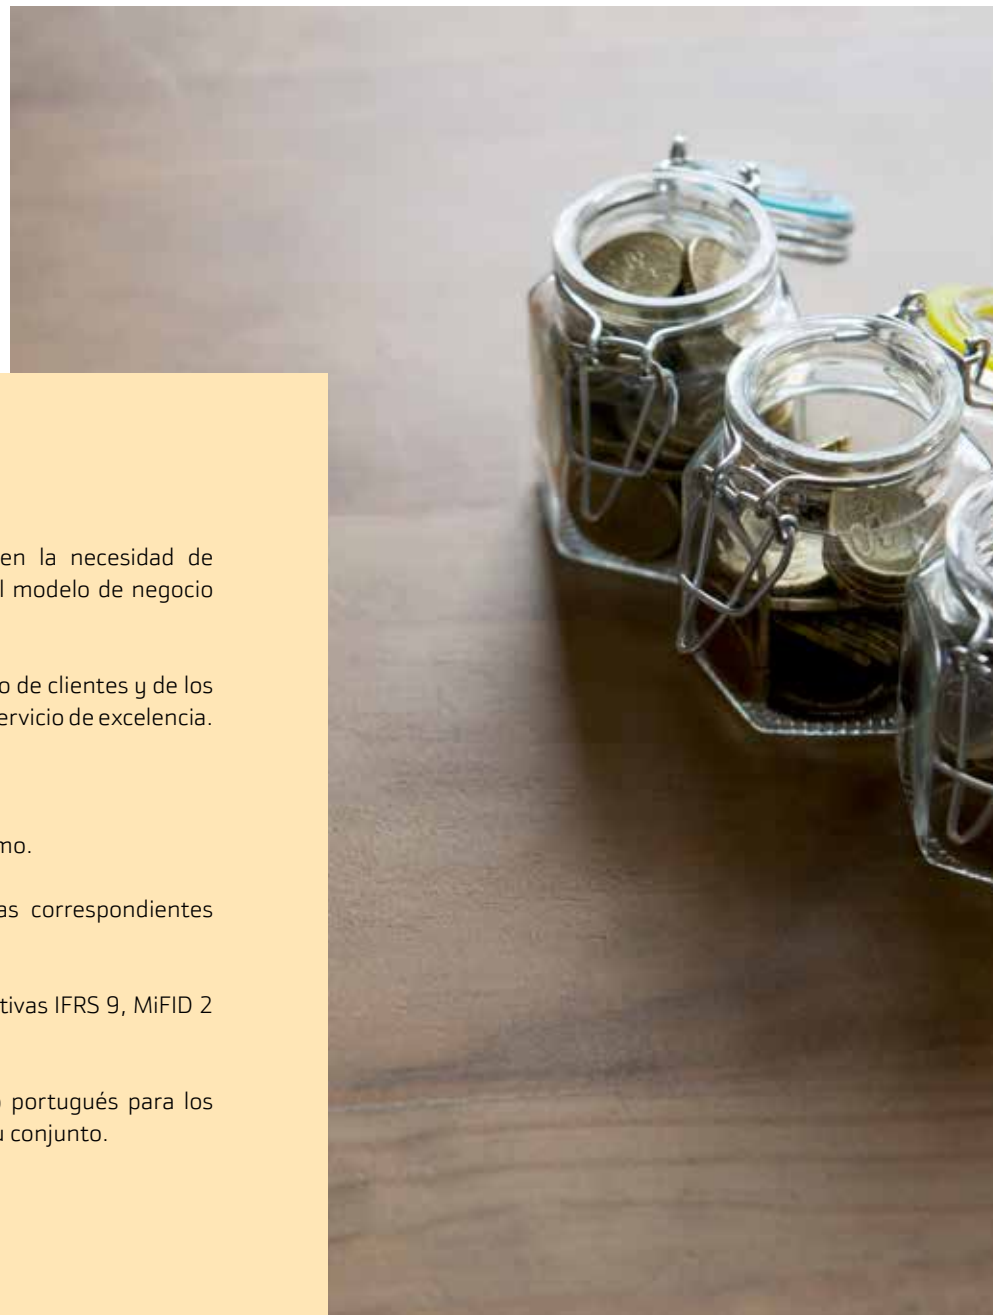 en la necesidad de
l modelo de negocio
o de clientes y de los
ervicio de excelencia.
mo.
as correspondientes
tivas IFRS 9, MiFID 2
portugués para los
u conjunto.